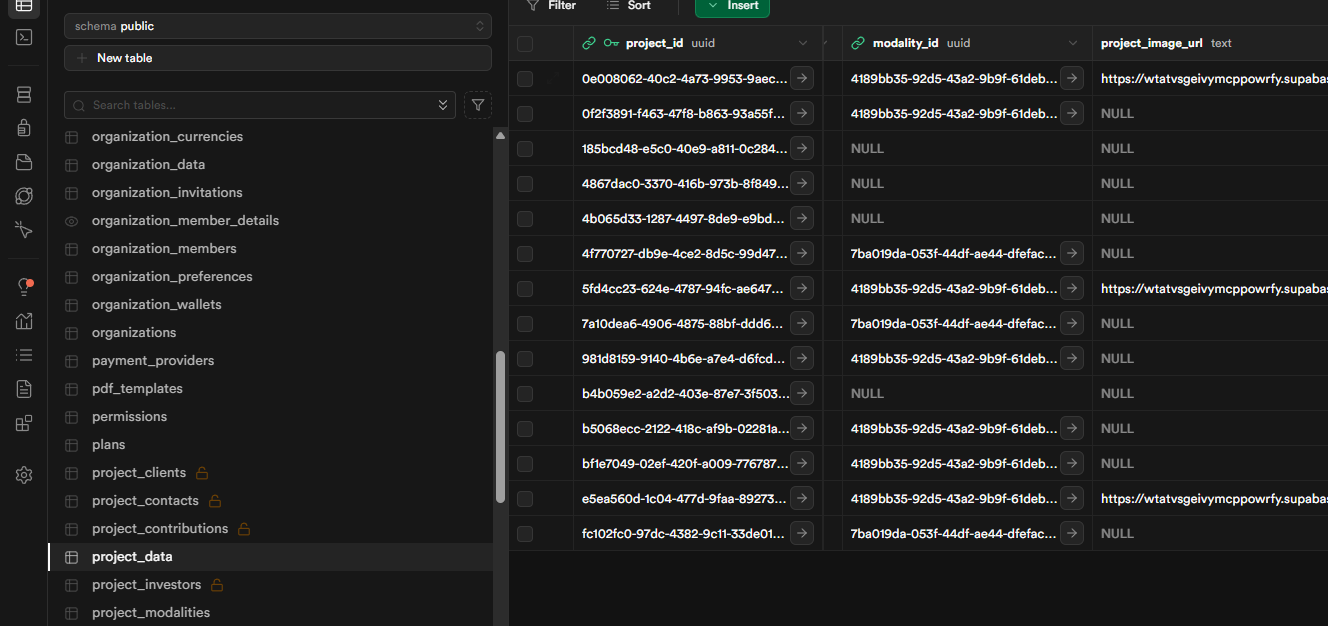 schema public
New table
Search tables...
organization_currencies
organization_data
organization_invitations
organization_member_details
organization_members
organization_preferences
organization_wallets
organizations
payment_providers
pdf_templates
permissions
plans
project_clients
project_contacts
project_contributions
project_data
project_investors
project_modalities
Filter Sort Insert
project_id uuid modality_id uuid project_image_url text
0e008062-40c2-4a73-9953-9aec... 4189bb35-92d5-43a2-9b9f-61deb... https://wtatvsgeivymcppowrfy.supabas
0f2f3891-f463-47f8-b863-93a55f... 4189bb35-92d5-43a2-9b9f-61deb... NULL
185bcd48-e5c0-40e9-a811-0c284... NULL NULL
4867dac0-3370-416b-973b-8f849... NULL NULL
4b065d33-1287-4497-8de9-e9bd... NULL NULL
4f770727-db9e-4ce2-8d5c-99d47... 7ba019da-053f-44df-ae44-dfefac... NULL
5fd4cc23-624e-4787-94fc-ae647... 4189bb35-92d5-43a2-9b9f-61deb... https://wtatvsgeivymcppowrfy.supabas
7a10dea6-4906-4875-88bf-ddd6... 7ba019da-053f-44df-ae44-dfefac... NULL
981d8159-9140-4b6e-a7e4-d6fcd... 4189bb35-92d5-43a2-9b9f-61deb... NULL
b4b059e2-a2d2-403e-87e7-3f503... NULL NULL
b5068ecc-2122-418c-af9b-02281a... 4189bb35-92d5-43a2-9b9f-61deb... NULL
bf1e7049-02ef-420f-a009-776787... 4189bb35-92d5-43a2-9b9f-61deb... NULL
e5ea560d-1c04-477d-9faa-89273... 4189bb35-92d5-43a2-9b9f-61deb... https://wtatvsgeivymcppowrfy.supabas
fc102fc0-97dc-4382-9c11-33de01... 7ba019da-053f-44df-ae44-dfefac... NULL